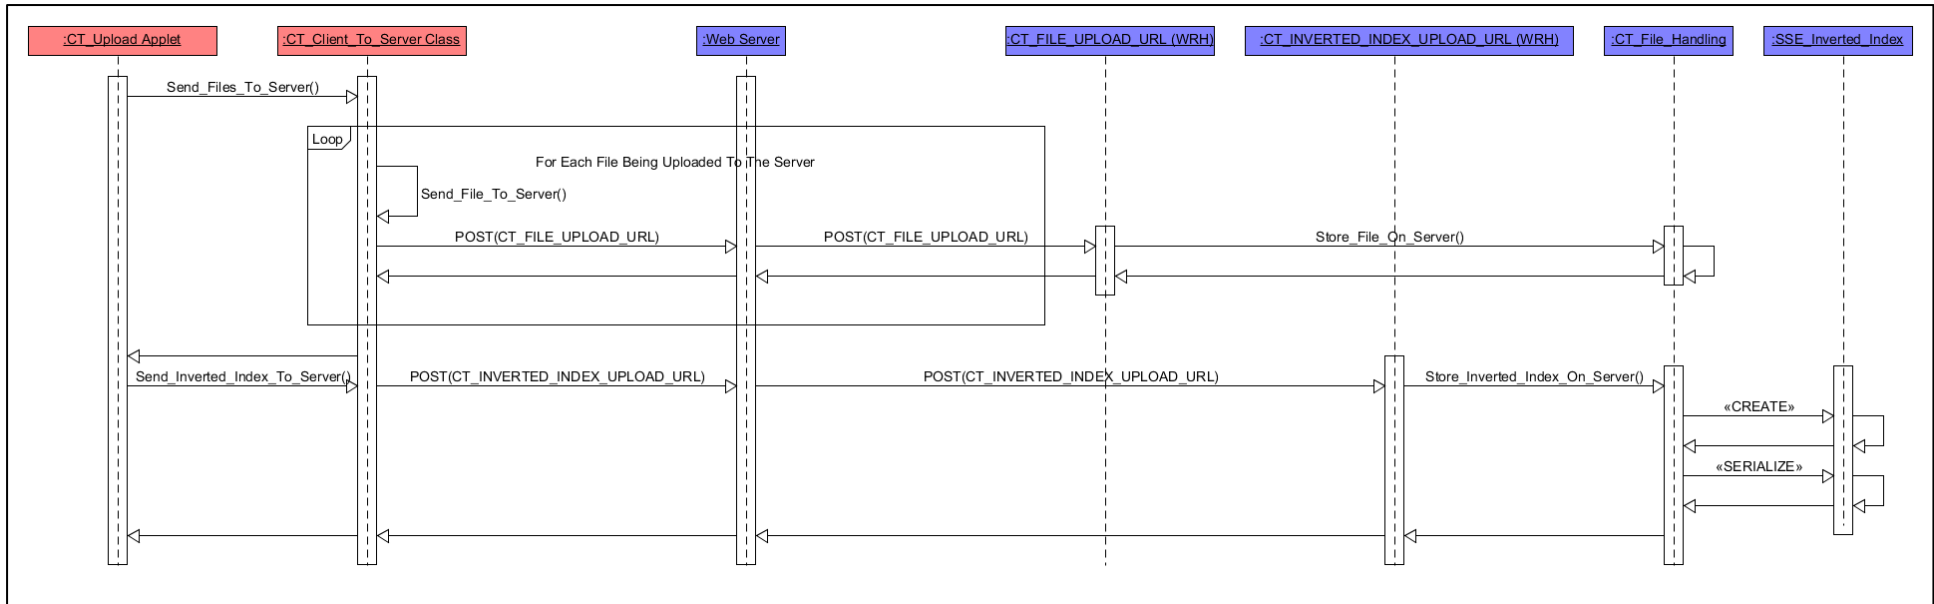 :CT_Upload Applet
:CT_Client_To_Server Class
:Web Server
:CT_FILE_UPLOAD_URL (WRH)
:CT_INVERTED_INDEX_UPLOAD_URL (WRH)
:CT_File_Handling
:SSE_Inverted_Index
Send_Files_To_Server()
Loop
For Each File Being Uploaded To The Server
Send_File_To_Server()
POST(CT_FILE_UPLOAD_URL)
POST(CT_FILE_UPLOAD_URL)
Store_File_On_Server()
Send_Inverted_Index_To_Server()
POST(CT_INVERTED_INDEX_UPLOAD_URL)
POST(CT_INVERTED_INDEX_UPLOAD_URL)
Store_Inverted_Index_On_Server()
«CREATE»
«SERIALIZE»